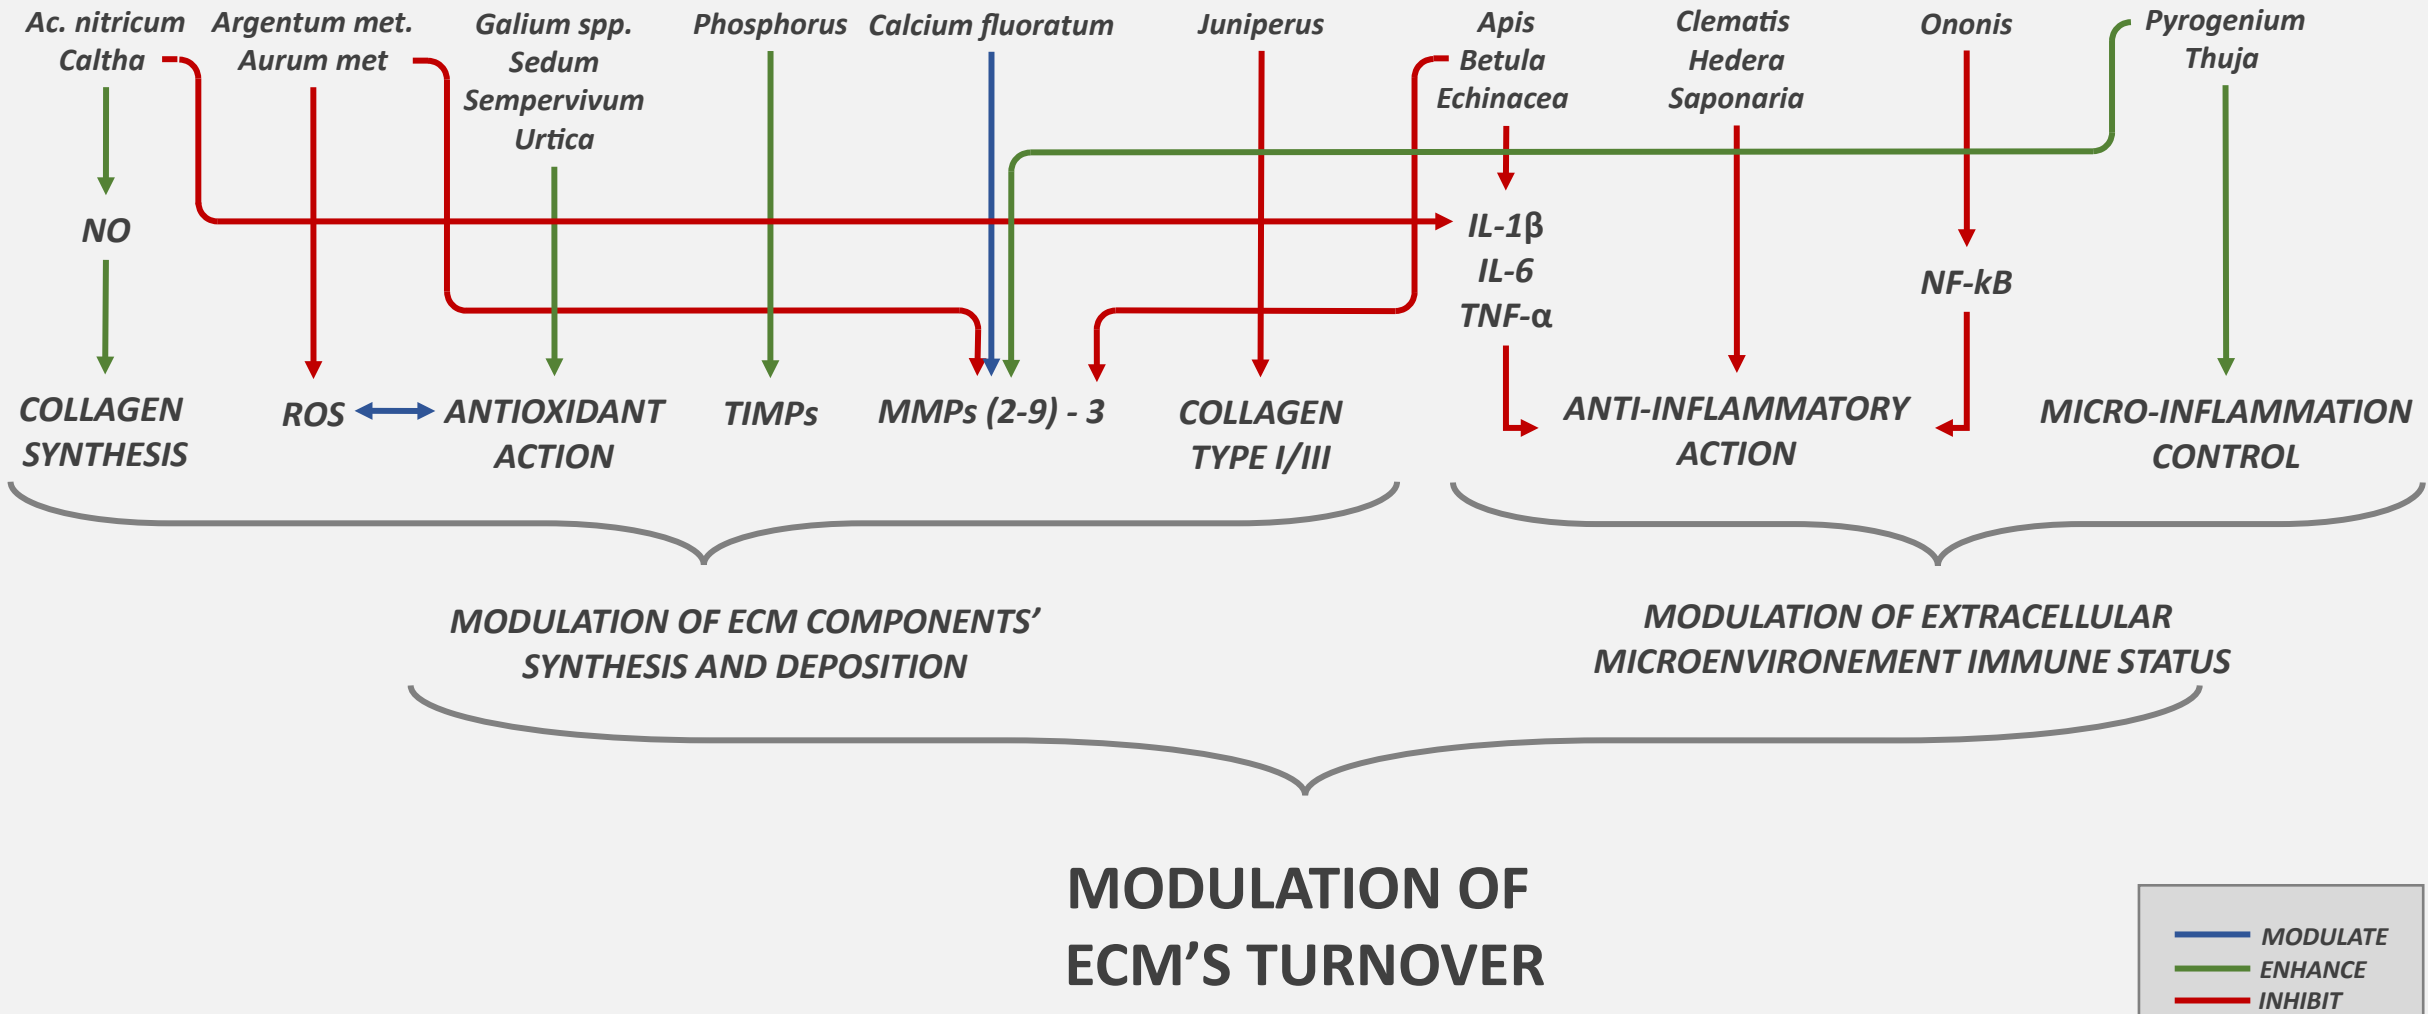 Ac. nitricum
Caltha
Argentum met.
Aurum met
Galium spp.
Sedum
Sempervivum
Urtica
Phosphorus
Calcium fluoratum
Juniperus
Apis
Betula
Echinacea
Clematis
Hedera
Saponaria
Ononis
Pyrogenium
Thuja
NO
IL-1β
IL-6
TNF-α
NF-kB
COLLAGEN
SYNTHESIS
ROS
ANTIOXIDANT
ACTION
TIMPs
MMPs (2-9) - 3
COLLAGEN
TYPE I/III
ANTI-INFLAMMATORY
ACTION
MICRO-INFLAMMATION
CONTROL
MODULATION OF ECM COMPONENTS’
SYNTHESIS AND DEPOSITION
MODULATION OF EXTRACELLULAR
MICROENVIRONEMENT IMMUNE STATUS
MODULATION OF
ECM’S TURNOVER
MODULATE
ENHANCE
INHIBIT